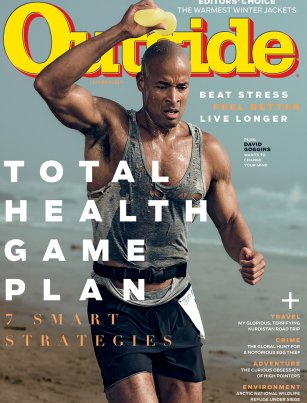 EDITORS' CHOICE
THE WARMEST WINTER JACKETS
Outside
BEAT STRESS
FEEL BETTER
LIVE LONGER
PLUS:
DAVID
GOGGINS
WANTS TO
CHANGE
YOUR MIND
TOTAL
HEALTH
GAME
PLAN
7 SMART
STRATEGIES
+
TRAVEL
MY GLORIOUS, TERRIFYING
KURDISTAN ROAD TRIP
CRIME
THE GLOBAL HUNT FOR
A NOTORIOUS EGG THIEF
ADVENTURE
THE CURIOUS OBSESSION
OF HIGH POINTERS
ENVIRONMENT
ARCTIC NATIONAL WILDLIFE
REFUGE UNDER SIEGE